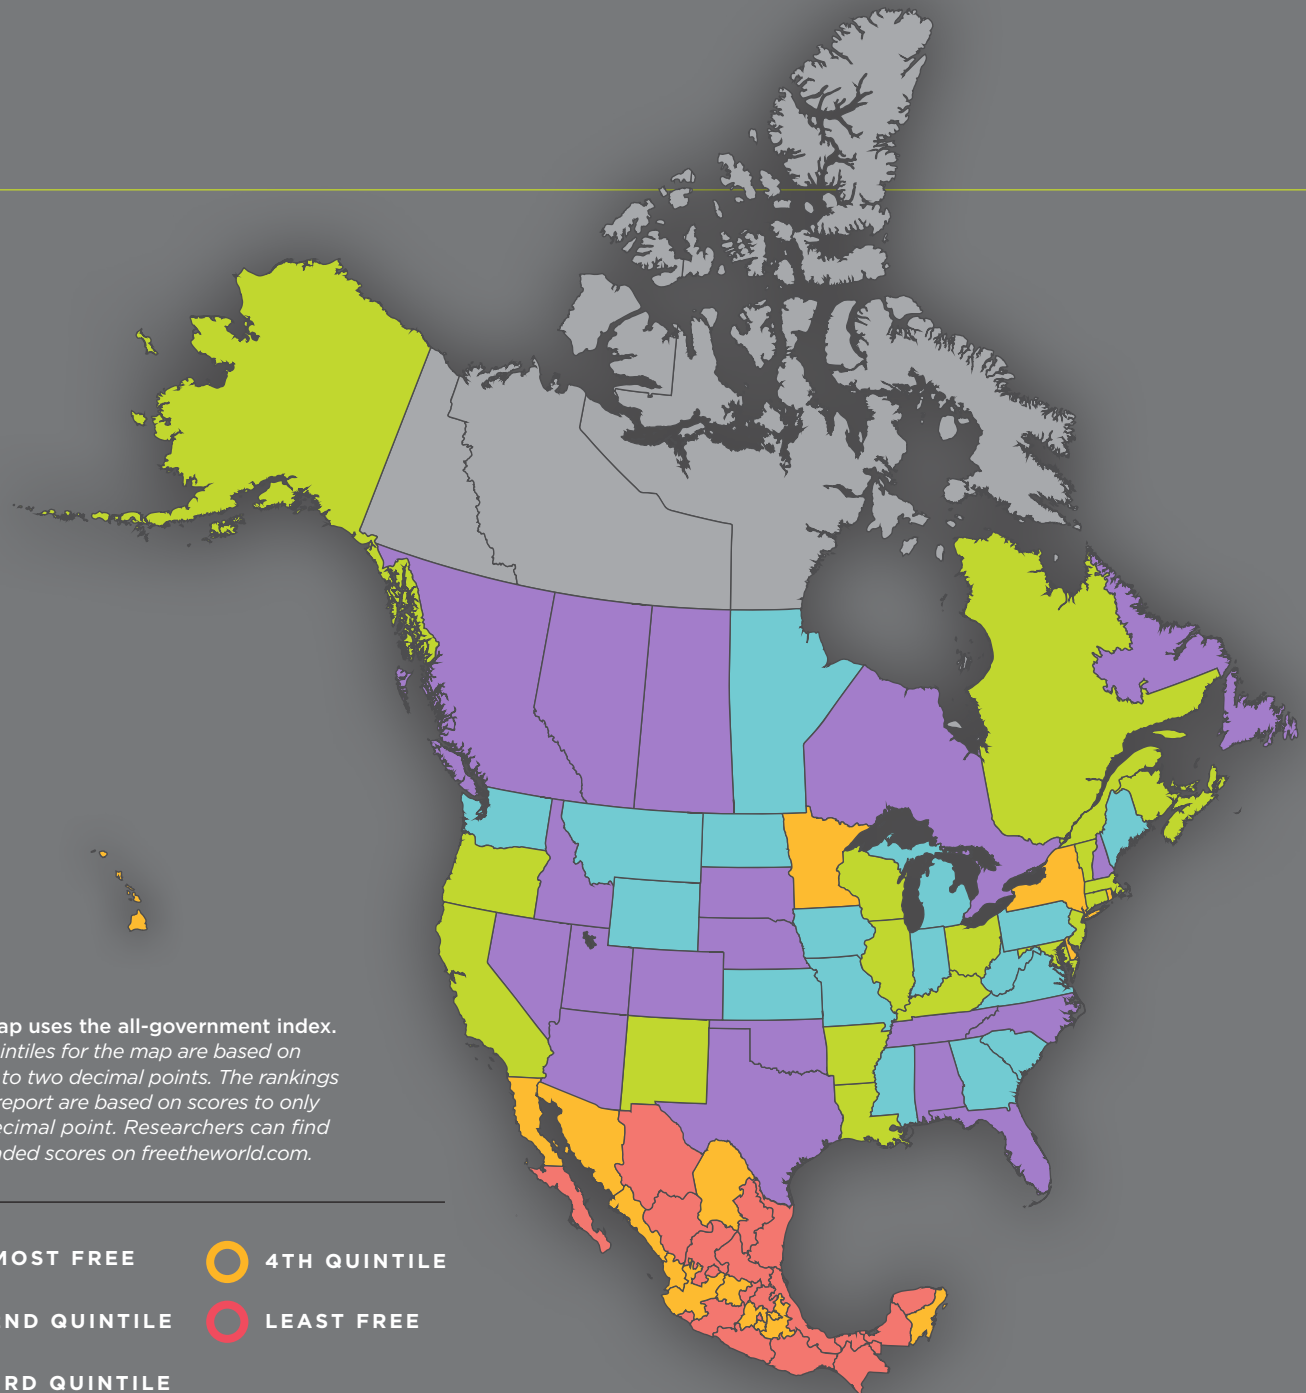 ap uses the all-government index.
intiles for the map are based on
to two decimal points. The rankings
report are based on scores to only
ecimal point. Researchers can find
nded scores on freetheworld.com.
MOST FREE
4TH QUINTILE
ND QUINTILE
LEAST FREE
RD QUINTILE